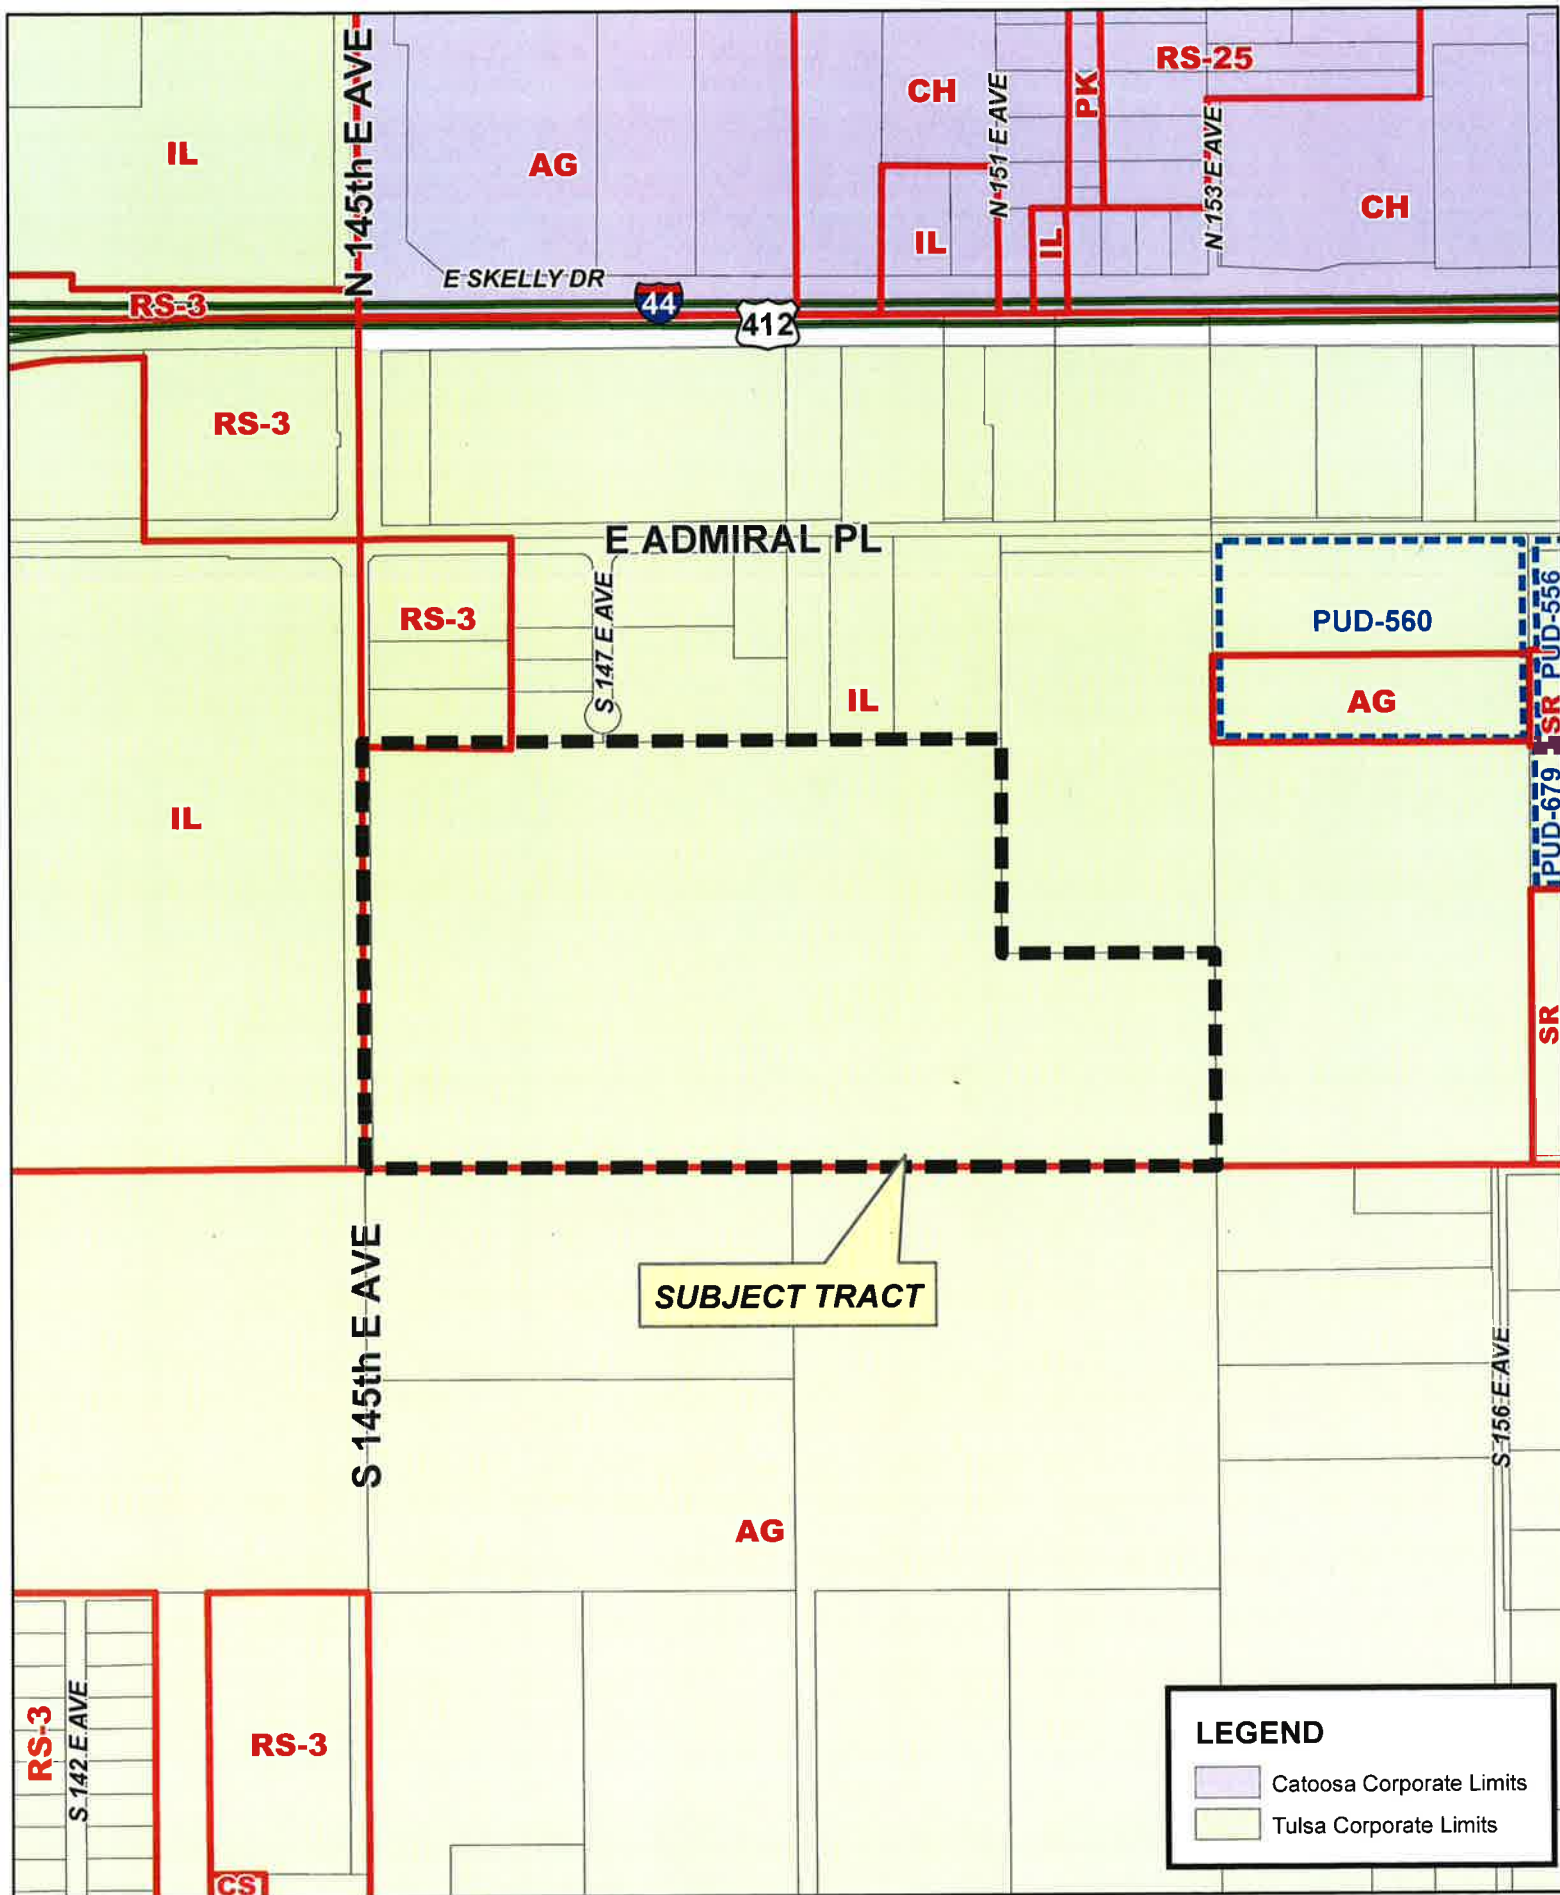 N 145th E AVE
RS-25
CH
PK
N 151 E AVE
IL
AG
N 153 E AVE
CH
IL
IL
E SKELLY DR
RS-3
44
412
RS-3
E ADMIRAL PL
RS-3
S 147 E AVE
PUD-560
PUD-556
IL
AG
SR
IL
PUD-679
SR
SUBJECT TRACT
S 145th E AVE
S 156 E AVE
AG
RS-3
S 142 E AVE
RS-3
CS
LEGEND
Catoosa Corporate Limits
Tulsa Corporate Limits